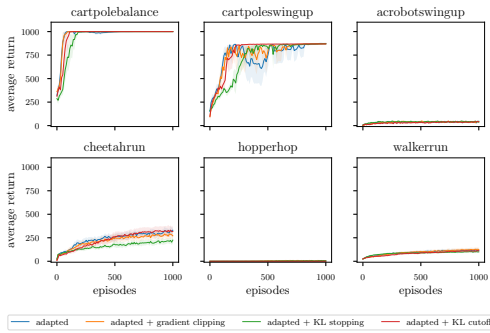 cartpolebalance cartpoleswingup acrobotswingup
1000
750
500
250
0
average return
cheetahrun hopperhop walkerrun
1000
750
500
250
0
average return
0 500 1000 0 500 1000 0 500 1000
episodes episodes episodes
adapted adapted + gradient clipping adapted + KL stopping adapted + KL cutoff